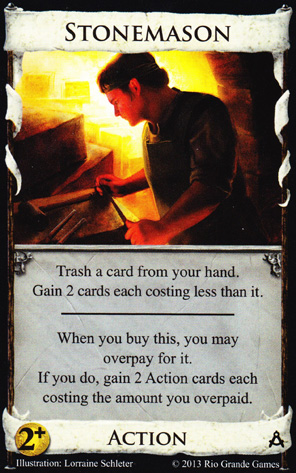 STONEMASON
Trash a card from your hand.
Gain 2 cards each costing less than it.
When you buy this, you may
overpay for it.
If you do, gain 2 Action cards each
costing the amount you overpaid.
2+
ACTION
Illustration: Lorraine Schleter © 2013 Rio Grande Games